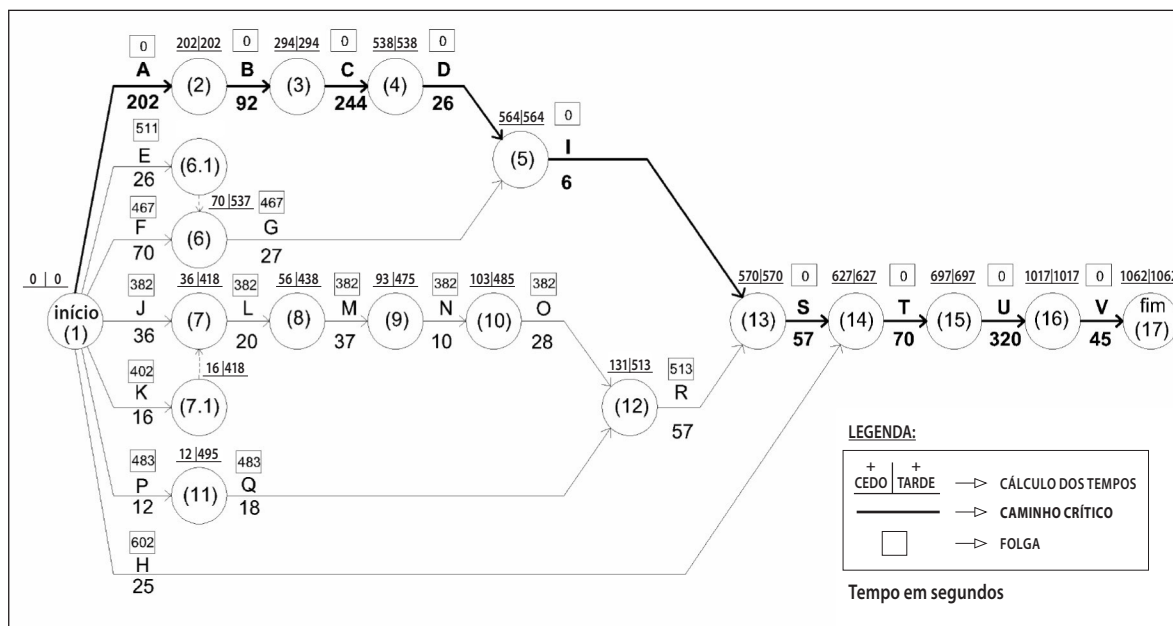 0 202|202 0 294|294 0 538|538 0
A B C D
(2) (3) (4)
202 92 244 26
564|564 0
I
(5)
6
511
E
26
(6.1)
467
F
70
(6)
70|537 467
G
27
0 | 0
início
(1)
382 36|418 382 56|438 382 93|475 382 103|485 382
J L M N O
(7) (8) (9) (10)
36 20 37 10 28
402
K
16
(7.1)
16|418
131|513 513
R
(12)
57
483 12|495 483
P Q
(11)
12 18
602
H
25
570|570 0 627|627 0 697|697 0 1017|1017 0 1062|1062
S T U V
(13) (14) (15) (16) fim
(17)
57 70 320 45
LEGENDA:
+ +
CEDO TARDE CÁLCULO DOS TEMPOS
CAMINHO CRÍTICO
FOLGA
Tempo em segundos